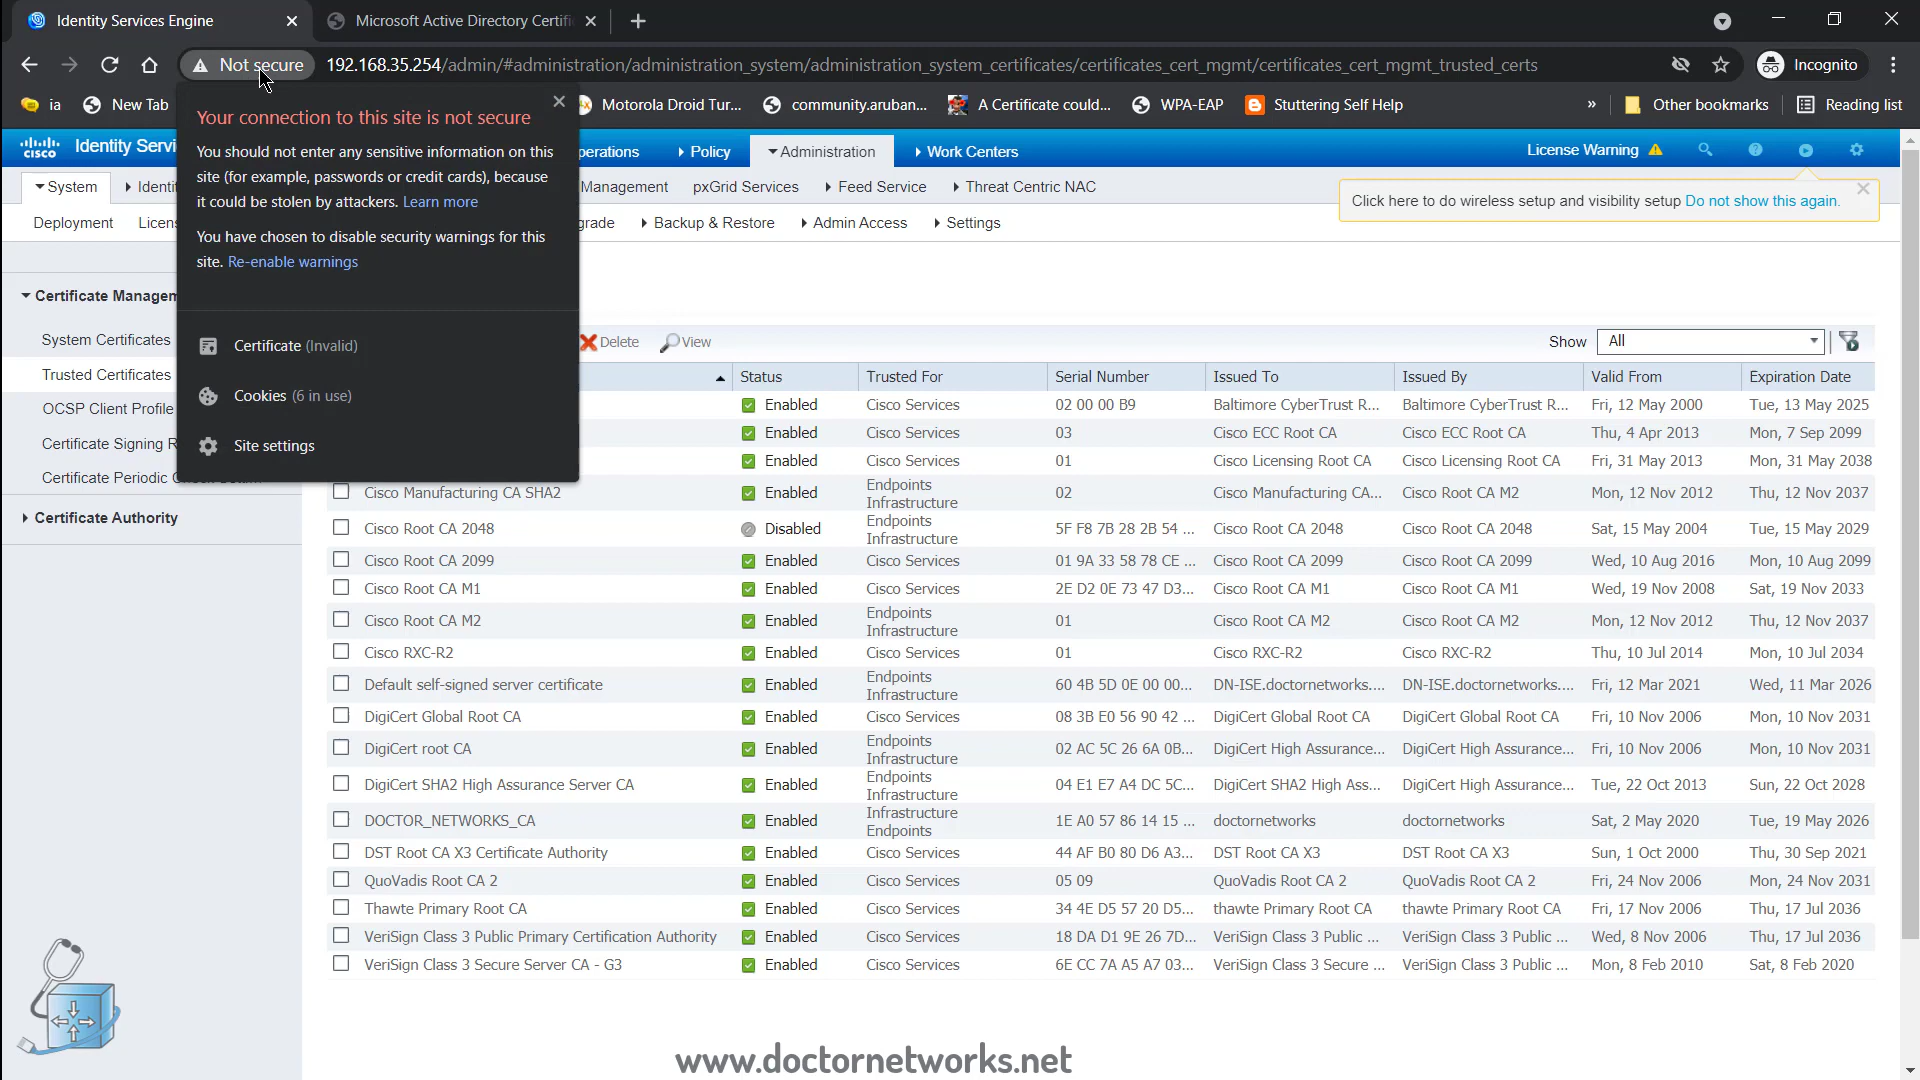 Identity Services Engine
Microsoft Active Directory Certifi
Not secure
192.168.35.254/admin/#administration/administration_system/administration_system_certificates/certificates_cert_mgmt/certificates_cert_mgmt_trusted_certs
Incognito
ia
New Tab
Motorola Droid Tur...
community.aruban...
A Certificate could...
WPA-EAP
Stuttering Self Help
»
Other bookmarks
Reading list
Your connection to this site is not secure
You should not enter any sensitive information on this
site (for example, passwords or credit cards), because
it could be stolen by attackers. Learn more
You have chosen to disable security warnings for this
site. Re-enable warnings
Certificate (Invalid)
Cookies (6 in use)
Site settings
cisco
Identity Servi
perations
Policy
Administration
Work Centers
License Warning
System
Identi
Management
pxGrid Services
Feed Service
Threat Centric NAC
Click here to do wireless setup and visibility setup Do not show this again.
Deployment
Licens
grade
Backup & Restore
Admin Access
Settings
Certificate Managem
System Certificates
Trusted Certificates
OCSP Client Profile
Certificate Signing R
Certificate Periodic
Certificate Authority
Delete
View
Show
All
Status Trusted For Serial Number Issued To Issued By Valid From Expiration Date
Enabled Cisco Services 02 00 00 B9 Baltimore CyberTrust R... Baltimore CyberTrust R... Fri, 12 May 2000 Tue, 13 May 2025
Enabled Cisco Services 03 Cisco ECC Root CA Cisco ECC Root CA Thu, 4 Apr 2013 Mon, 7 Sep 2099
Enabled Cisco Services 01 Cisco Licensing Root CA Cisco Licensing Root CA Fri, 31 May 2013 Mon, 31 May 2038
Cisco Manufacturing CA SHA2 Enabled Endpoints Infrastructure 02 Cisco Manufacturing CA... Cisco Root CA M2 Mon, 12 Nov 2012 Thu, 12 Nov 2037
Cisco Root CA 2048 Disabled Endpoints Infrastructure 5F F8 7B 28 2B 54 ... Cisco Root CA 2048 Cisco Root CA 2048 Sat, 15 May 2004 Tue, 15 May 2029
Cisco Root CA 2099 Enabled Cisco Services 01 9A 33 58 78 CE ... Cisco Root CA 2099 Cisco Root CA 2099 Wed, 10 Aug 2016 Mon, 10 Aug 2099
Cisco Root CA M1 Enabled Cisco Services 2E D2 0E 73 47 D3... Cisco Root CA M1 Cisco Root CA M1 Wed, 19 Nov 2008 Sat, 19 Nov 2033
Cisco Root CA M2 Enabled Endpoints Infrastructure 01 Cisco Root CA M2 Cisco Root CA M2 Mon, 12 Nov 2012 Thu, 12 Nov 2037
Cisco RXC-R2 Enabled Cisco Services 01 Cisco RXC-R2 Cisco RXC-R2 Thu, 10 Jul 2014 Mon, 10 Jul 2034
Default self-signed server certificate Enabled Endpoints Infrastructure 60 4B 5D 0E 00 00... DN-ISE.doctornetworks.... DN-ISE.doctornetworks.... Fri, 12 Mar 2021 Wed, 11 Mar 2026
DigiCert Global Root CA Enabled Cisco Services 08 3B E0 56 90 42 ... DigiCert Global Root CA DigiCert Global Root CA Fri, 10 Nov 2006 Mon, 10 Nov 2031
DigiCert root CA Enabled Endpoints Infrastructure 02 AC 5C 26 6A 0B... DigiCert High Assurance... DigiCert High Assurance... Fri, 10 Nov 2006 Mon, 10 Nov 2031
DigiCert SHA2 High Assurance Server CA Enabled Endpoints Infrastructure 04 E1 E7 A4 DC 5C... DigiCert SHA2 High Ass... DigiCert High Assurance... Tue, 22 Oct 2013 Sun, 22 Oct 2028
DOCTOR_NETWORKS_CA Enabled Infrastructure Endpoints 1E A0 57 86 14 15 ... doctornetworks doctornetworks Sat, 2 May 2020 Tue, 19 May 2026
DST Root CA X3 Certificate Authority Enabled Cisco Services 44 AF B0 80 D6 A3... DST Root CA X3 DST Root CA X3 Sun, 1 Oct 2000 Thu, 30 Sep 2021
QuoVadis Root CA 2 Enabled Cisco Services 05 09 QuoVadis Root CA 2 QuoVadis Root CA 2 Fri, 24 Nov 2006 Mon, 24 Nov 2031
Thawte Primary Root CA Enabled Cisco Services 34 4E D5 57 20 D5... thawte Primary Root CA thawte Primary Root CA Fri, 17 Nov 2006 Thu, 17 Jul 2036
VeriSign Class 3 Public Primary Certification Authority Enabled Cisco Services 18 DA D1 9E 26 7D... VeriSign Class 3 Public ... VeriSign Class 3 Public ... Wed, 8 Nov 2006 Thu, 17 Jul 2036
VeriSign Class 3 Secure Server CA - G3 Enabled Cisco Services 6E CC 7A A5 A7 03... VeriSign Class 3 Secure ... VeriSign Class 3 Public ... Mon, 8 Feb 2010 Sat, 8 Feb 2020
www.doctornetworks.net